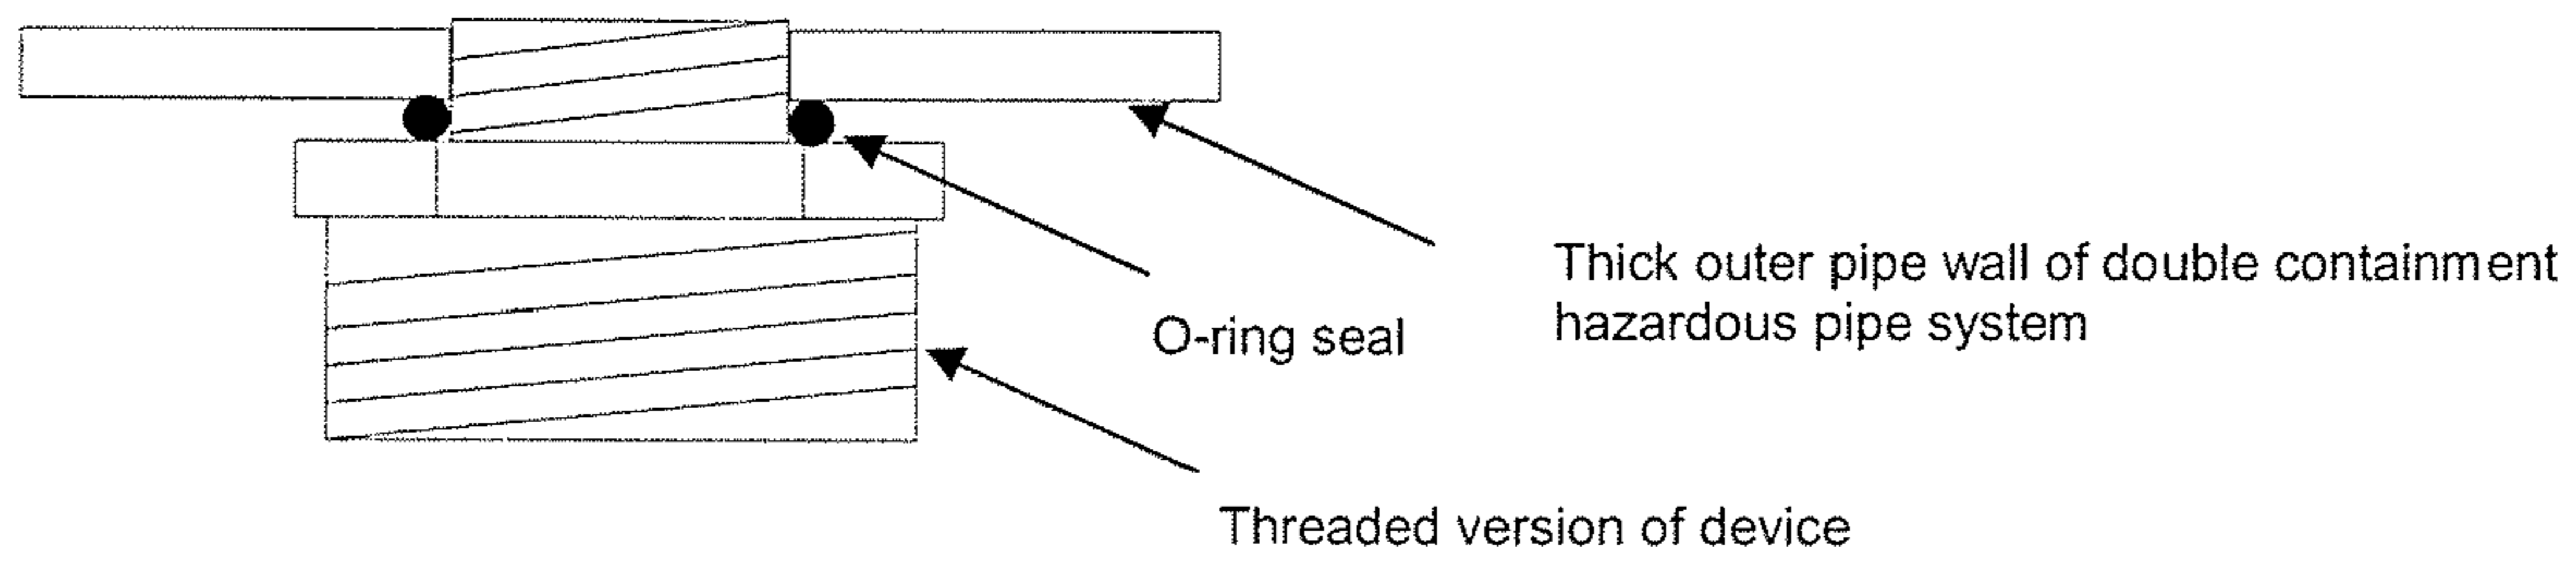 Thick outer pipe wall of double containment
hazardous pipe system
O-ring seal
Threaded version of device